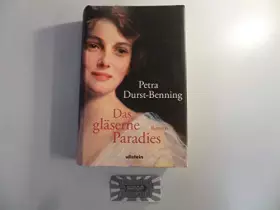 Petra
Durst-Benning
Das
gläserne
Roman
Paradies
ullstein